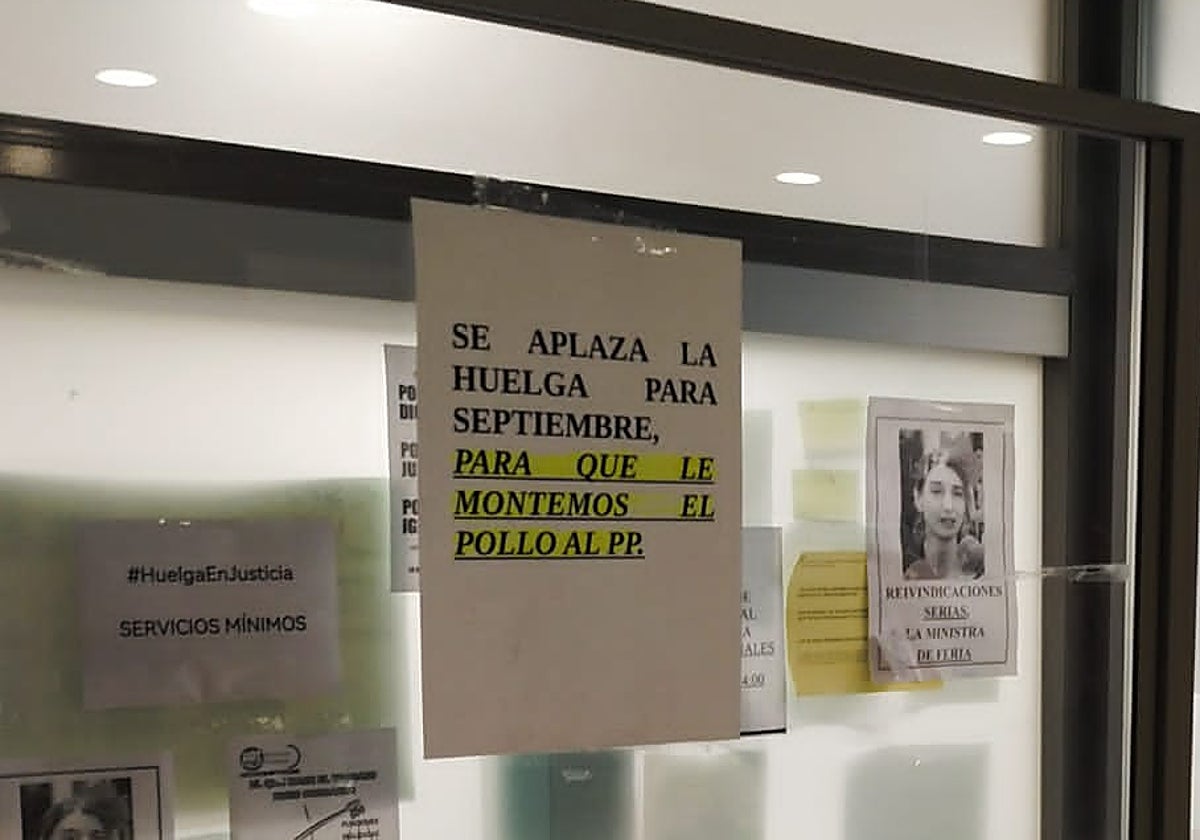 SE APLAZA LA
HUELGA PARA
SEPTIEMBRE,
PARA QUE LE
MONTEMOS EL
POLLO AL PP.
#HuelgaEnJusticia
SERVICIOS MÍNIMOS
REIVINDICACIONES
SERIAS,
LA MINISTRA
DE FERIA